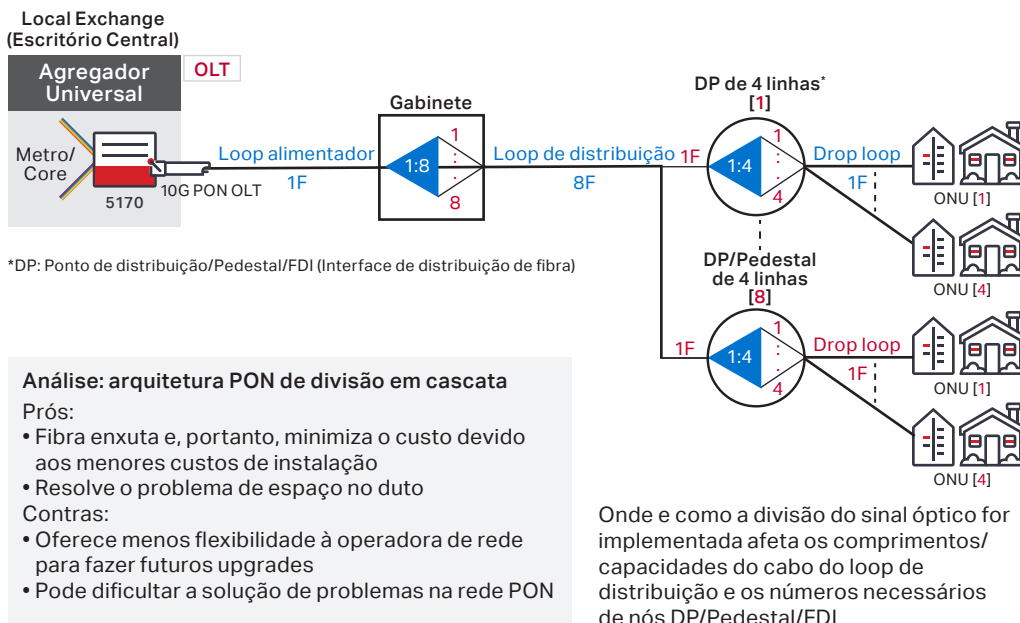 Local Exchange
(Escritório Central)
Agregador
Universal
OLT
Metro/
Core
5170
10G PON OLT
Loop alimentador
1F
Gabinete
1:8
1
:
8
Loop de distribuição
8F
1F
DP de 4 linhas*
[1]
1:4
1
:
4
Drop loop
1F
ONU [1]
ONU [4]
DP/Pedestal
de 4 linhas
[8]
1F
1:4
1
:
4
Drop loop
1F
ONU [1]
ONU [4]
*DP: Ponto de distribuição/Pedestal/FDI (Interface de distribuição de fibra)
Análise: arquitetura PON de divisão em cascata
Prós:
• Fibra enxuta e, portanto, minimiza o custo devido
aos menores custos de instalação
• Resolve o problema de espaço no duto
Contras:
• Oferece menos flexibilidade à operadora de rede
para fazer futuros upgrades
• Pode dificultar a solução de problemas na rede PON
Onde e como a divisão do sinal óptico for
implementada afeta os comprimentos/
capacidades do cabo do loop de
distribuição e os números necessários
de nós DP/Pedestal/FDI